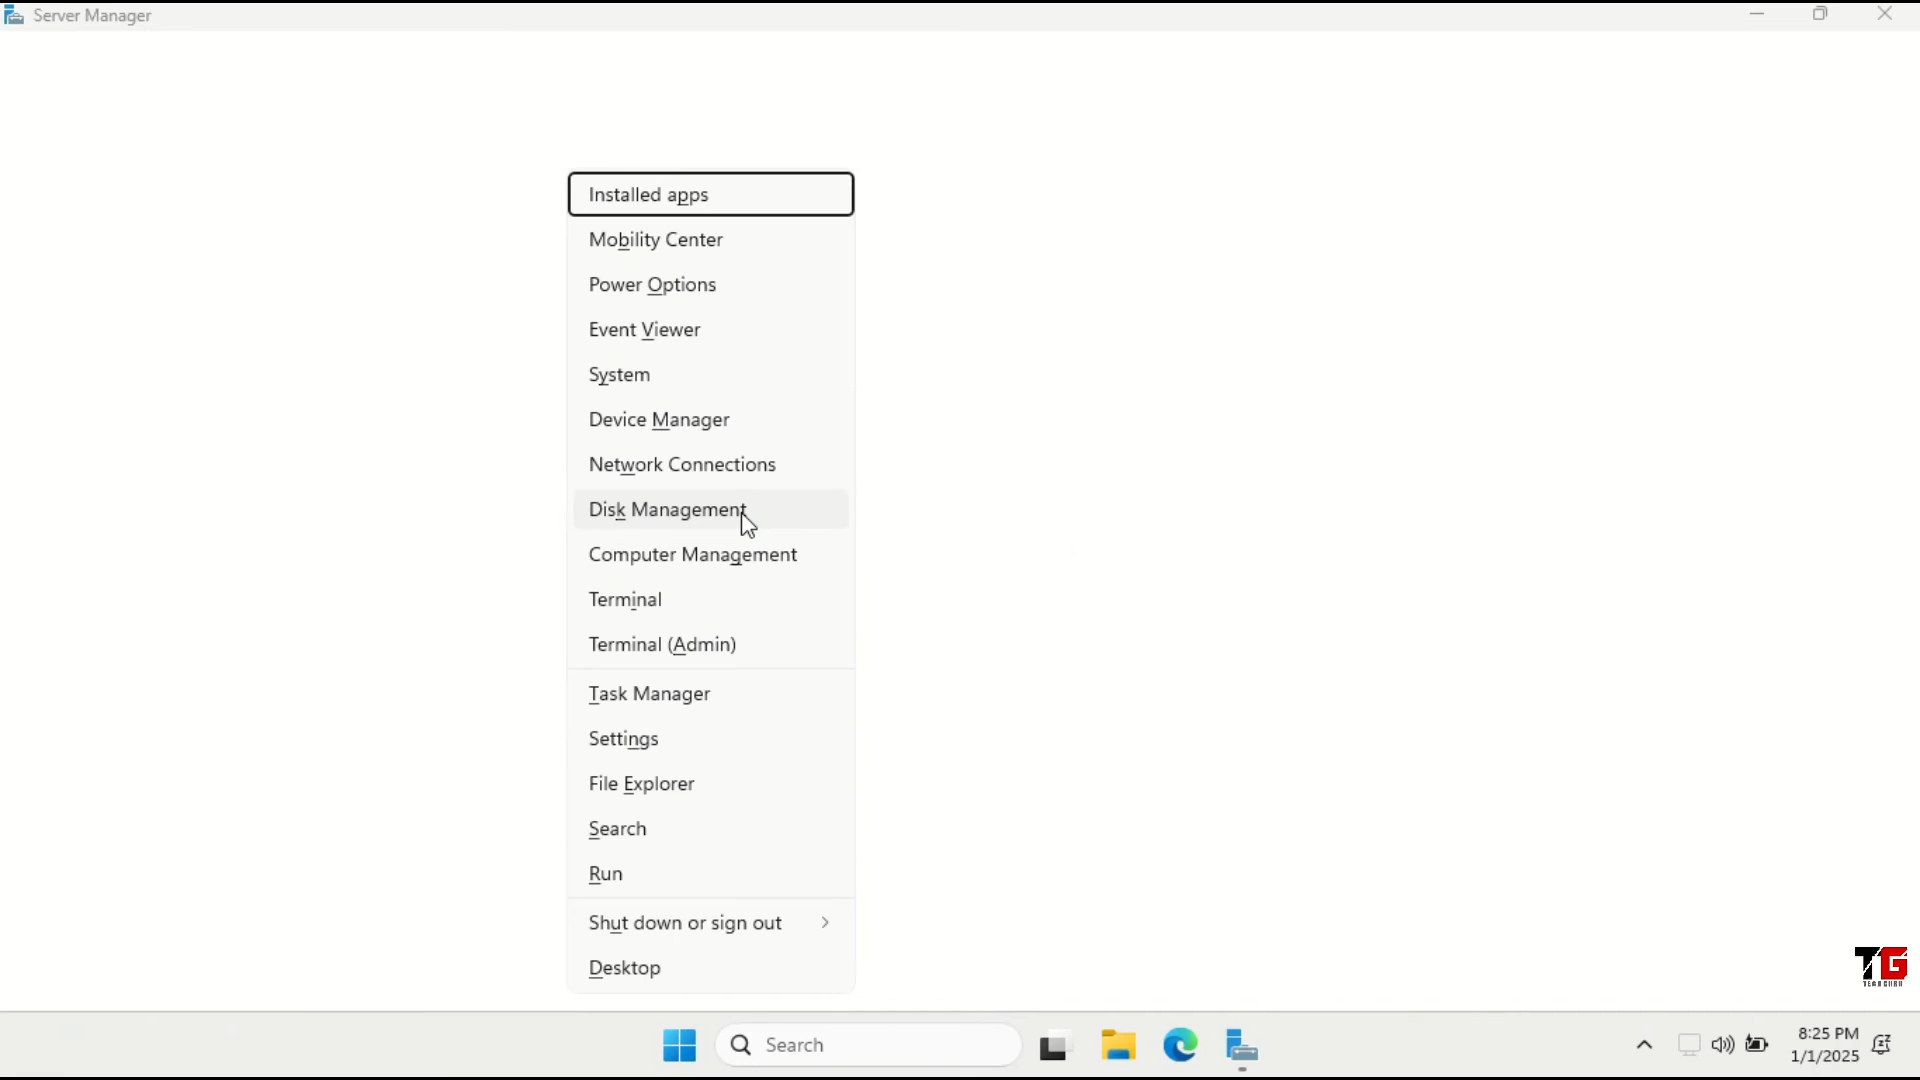 Server Manager
Installed apps
Mobility Center
Power Options
Event Viewer
System
Device Manager
Network Connections
Disk Management
Computer Management
Terminal
Terminal (Admin)
Task Manager
Settings
File Explorer
Search
Run
Shut down or sign out
Desktop
TG
Search
8:25 PM
1/1/2025